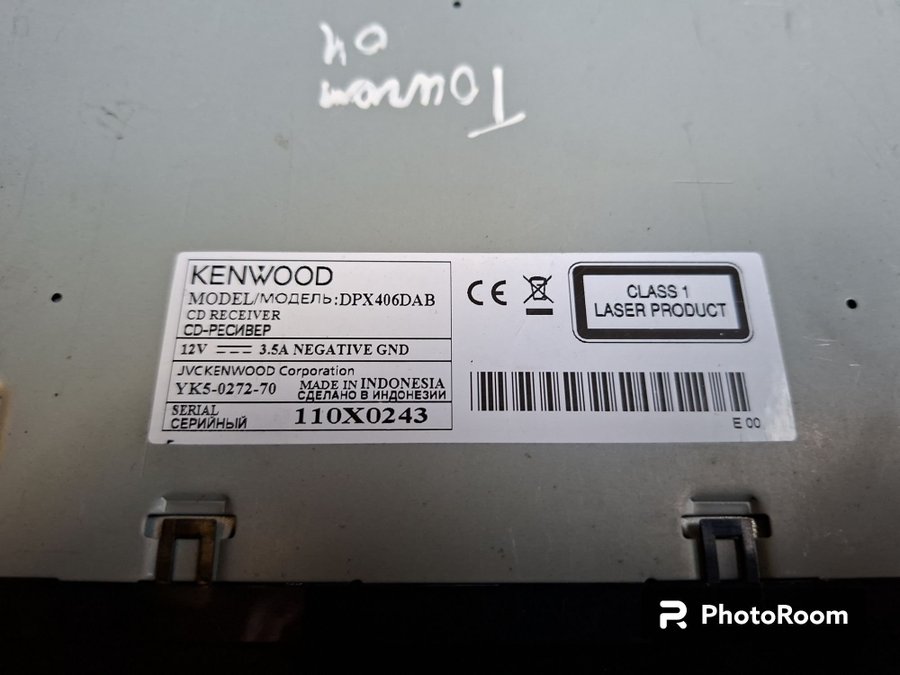 Touran
04
KENWOOD
MODEL/МОДЕЛЬ:DPX406DAB
CD RECEIVER
CD-РЕСИВЕР
12V ⎓ 3.5A NEGATIVE GND
JVCKENWOOD Corporation
YK5-0272-70 MADE IN INDONESIA
СДЕЛАНО В ИНДОНЕЗИИ
SERIAL
СЕРИЙНЫЙ 110X0243
CE
CLASS 1
LASER PRODUCT
E 00
PhotoRoom